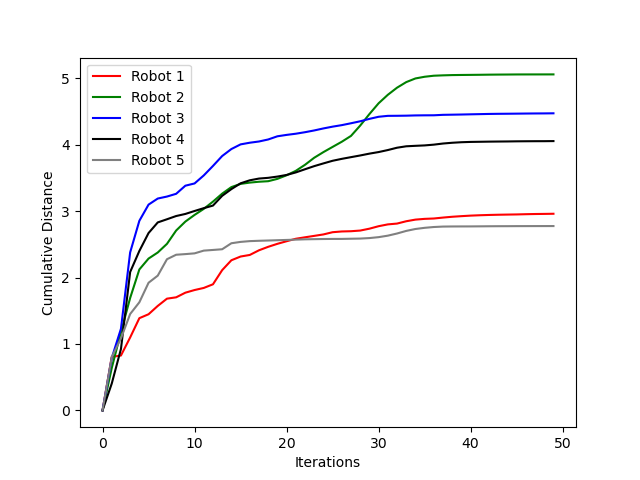 Robot 1
Robot 2
Robot 3
Robot 4
Robot 5
5
4
3
2
1
0
Cumulative Distance
0 10 20 30 40 50
Iterations